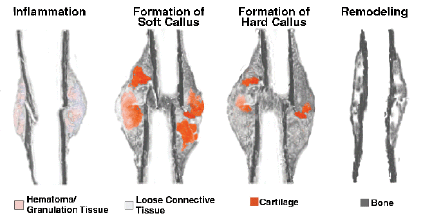 Inflammation
Formation of
Soft Callus
Formation of
Hard Callus
Remodeling
Hematoma/
Granulation Tissue
Loose Connective
Tissue
Cartilage
Bone